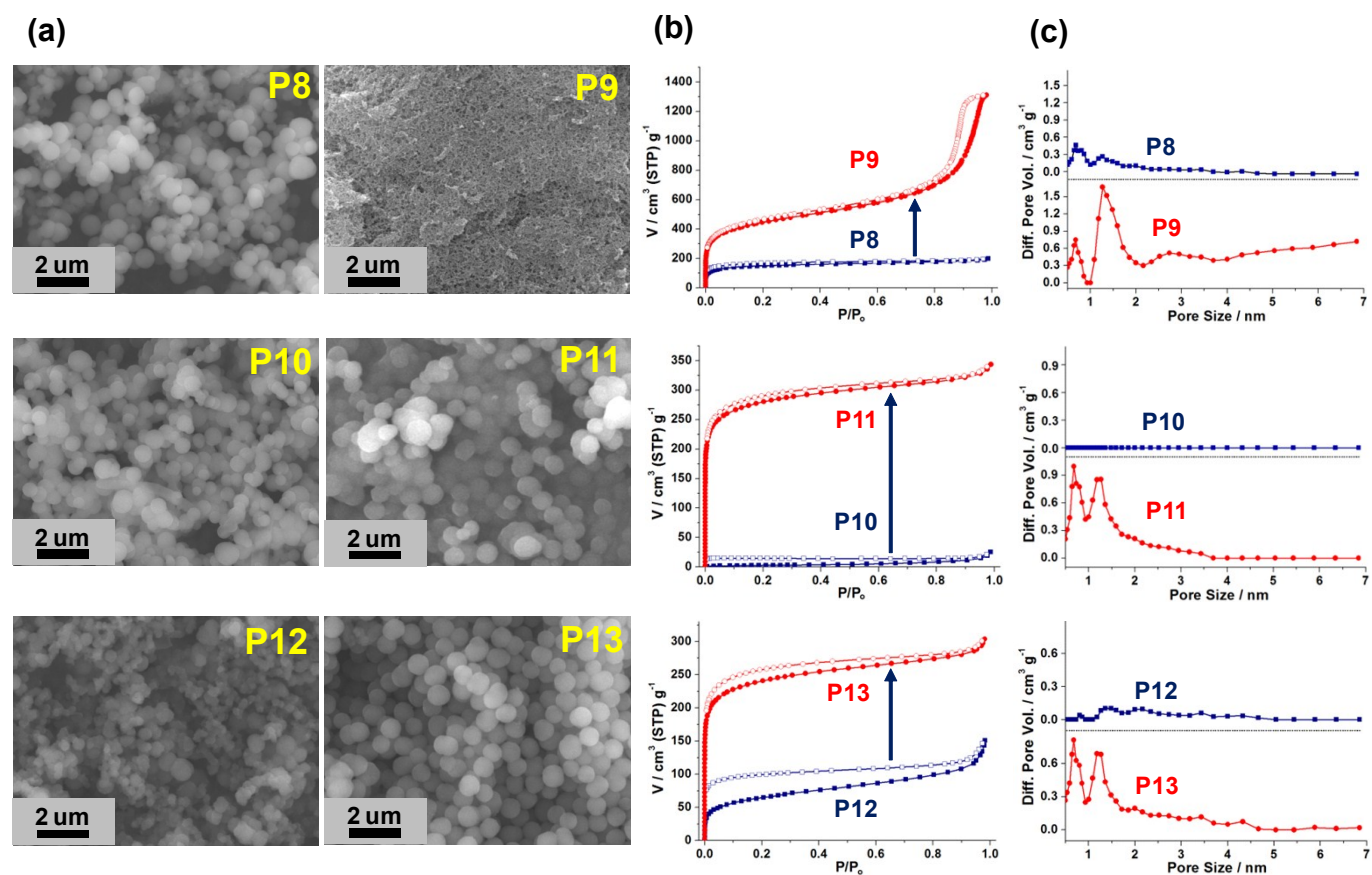 (a)
(b)
(c)
P8
P9
2 um
2 um
V / cm³ (STP) g⁻¹
1400
1200
1000
800
600
400
200
0
P9
P8
0.0 0.2 0.4 0.6 0.8 1.0
P/Pₒ
Diff. Pore Vol. / cm³ g⁻¹
1.5
1.2
0.9
0.6
0.3
0.0
P8
1.5
1.2
0.9
0.6
0.3
0.0
P9
1 2 3 4 5 6 7
Pore Size / nm
P10
P11
2 um
2 um
V / cm³ (STP) g⁻¹
350
300
250
200
150
100
50
0
P11
P10
0.0 0.2 0.4 0.6 0.8 1.0
P/Pₒ
Diff. Pore Vol. / cm³ g⁻¹
0.9
0.6
0.3
0.0
P10
0.9
0.6
0.3
0.0
P11
1 2 3 4 5 6 7
Pore Size / nm
P12
P13
2 um
2 um
V / cm³ (STP) g⁻¹
300
250
200
150
100
50
0
P13
P12
0.0 0.2 0.4 0.6 0.8 1.0
P/Pₒ
Diff. Pore Vol. / cm³ g⁻¹
0.6
0.3
0.0
P12
0.6
0.3
0.0
P13
1 2 3 4 5 6 7
Pore Size / nm